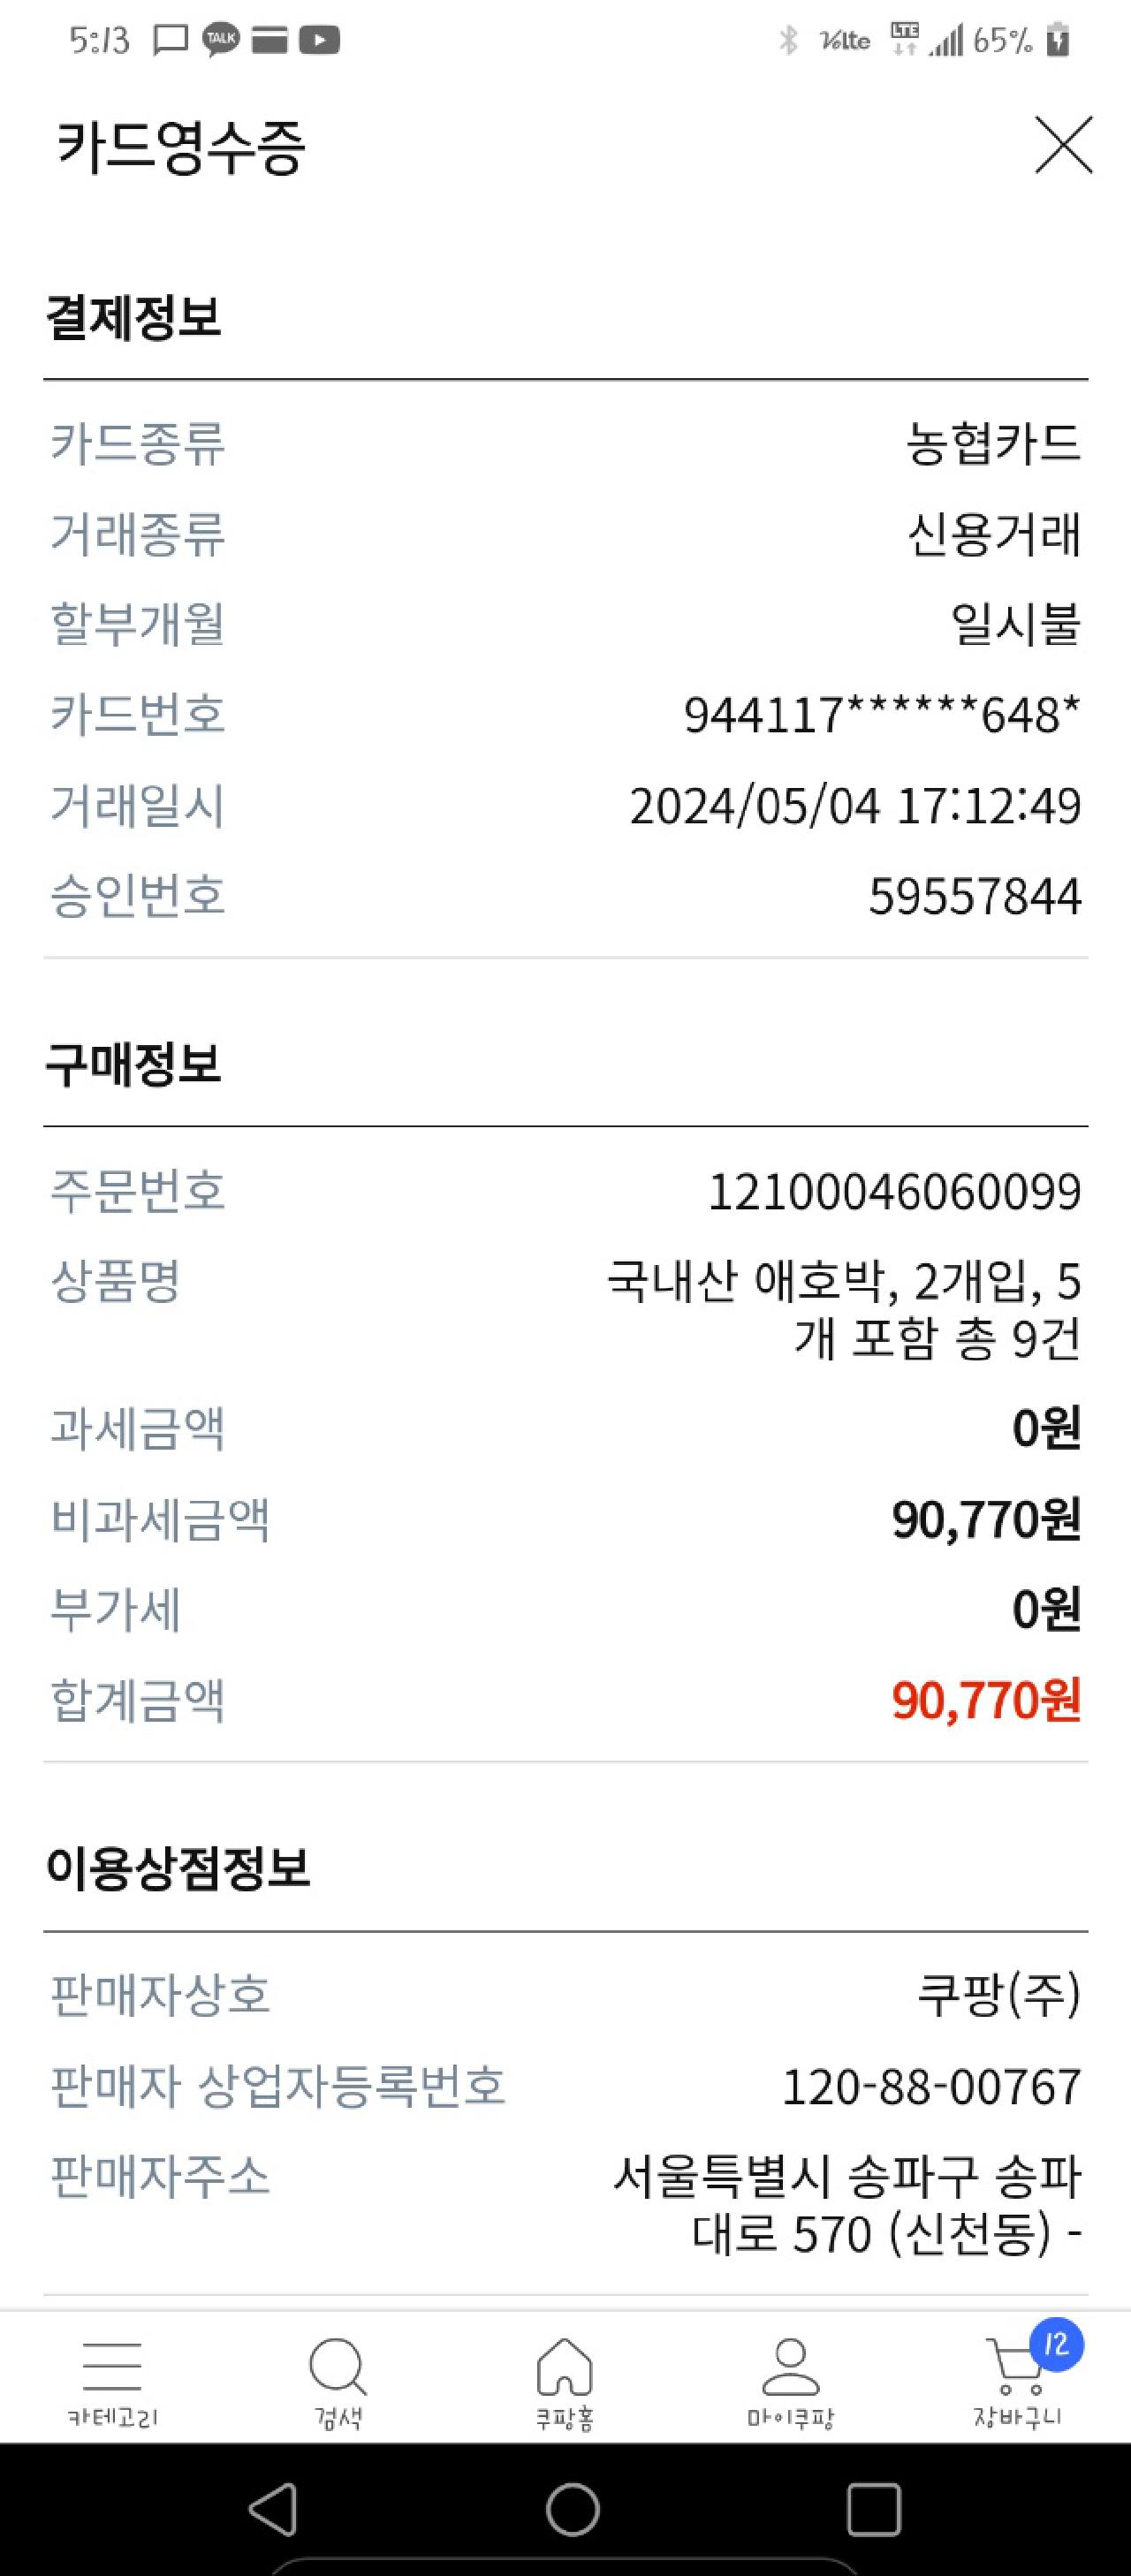 5:13 TALK VoLte LTE 65%
카드영수증
결제정보
카드종류 농협카드
거래종류 신용거래
할부개월 일시불
카드번호 944117******648*
거래일시 2024/05/04 17:12:49
승인번호 59557844
구매정보
주문번호 12100046060099
상품명 국내산 애호박, 2개입, 5
개 포함 총 9건
과세금액 0원
비과세금액 90,770원
부가세 0원
합계금액 90,770원
이용상점정보
판매자상호 쿠팡(주)
판매자 상업자등록번호 120-88-00767
판매자주소 서울특별시 송파구 송파
대로 570 (신천동) -
12
카테고리 검색 쿠팡홈 마이쿠팡 장바구니